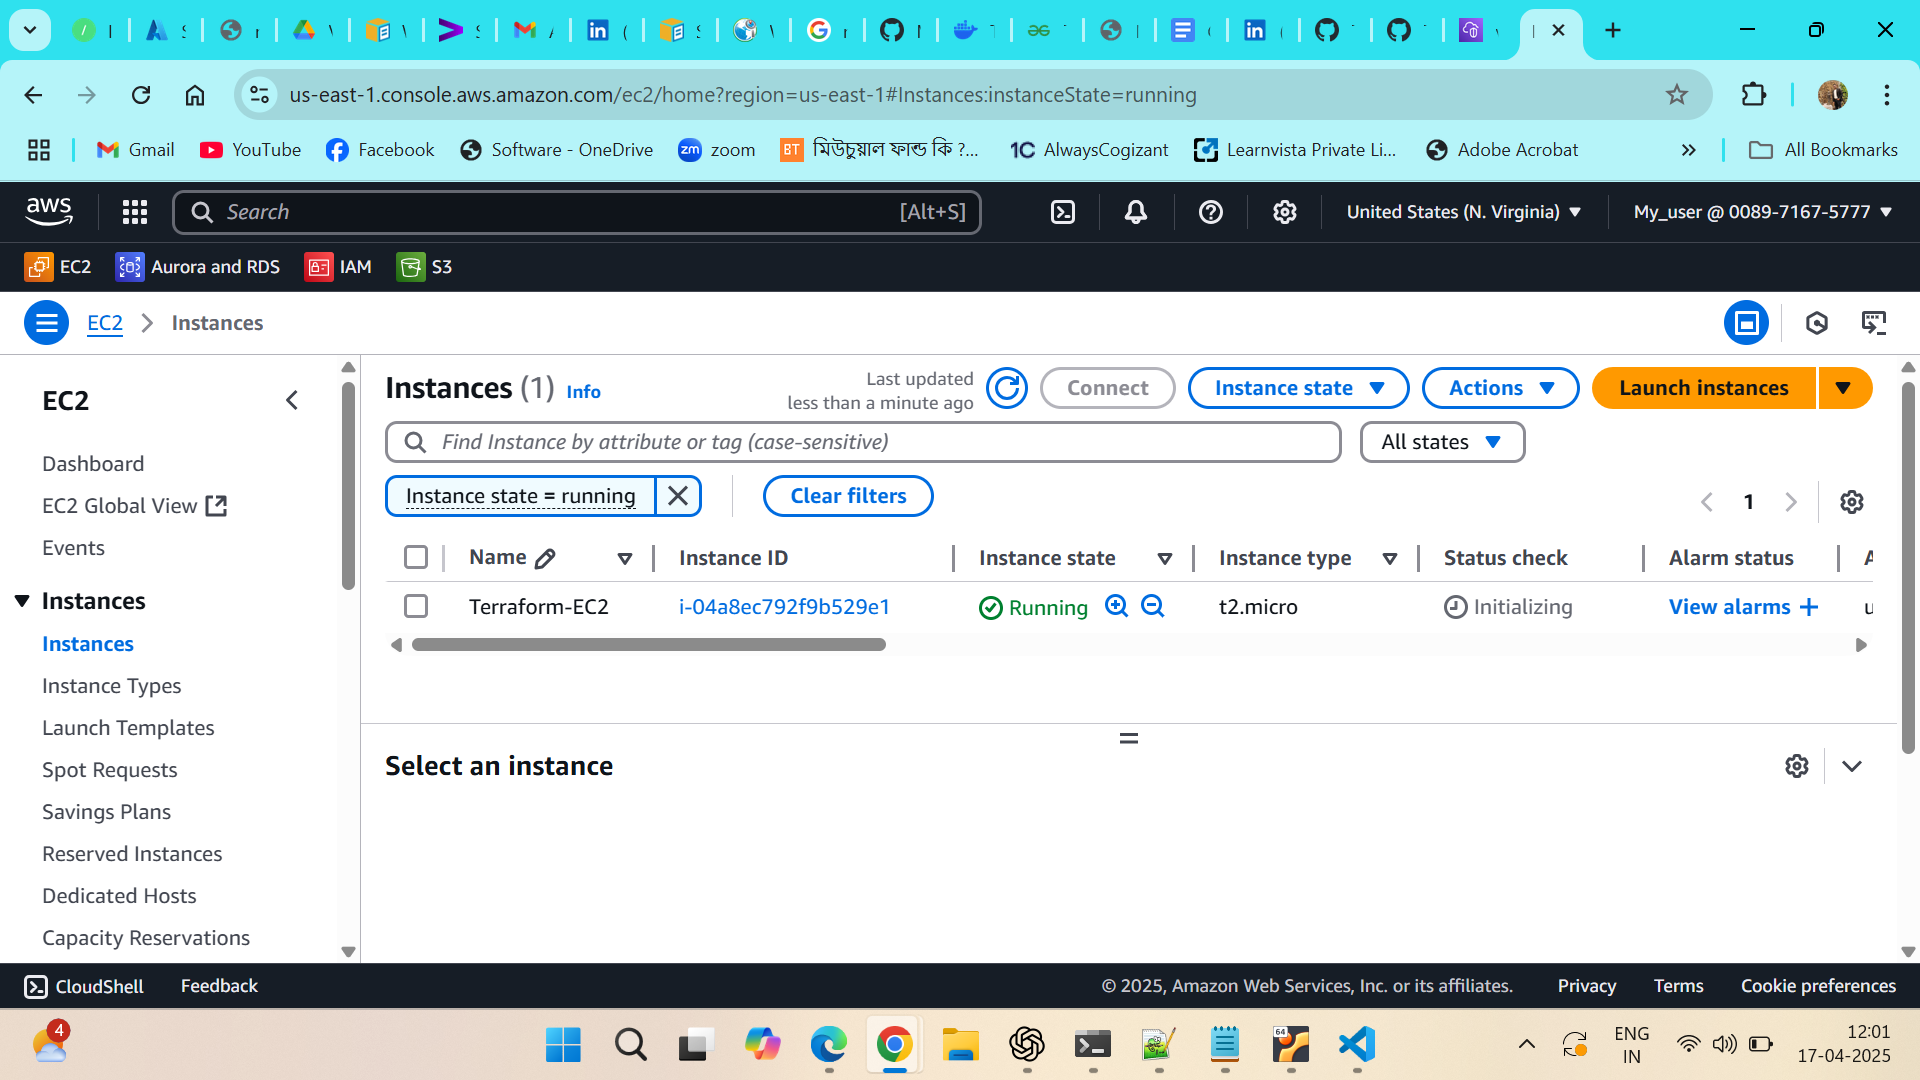 us-east-1.console.aws.amazon.com/ec2/home?region=us-east-1#Instances:instanceState=running
Gmail
YouTube
Facebook
Software - OneDrive
zm zoom
BT মিউচুয়াল ফান্ড কি ?...
1C AlwaysCogizant
Learnvista Private Li...
Adobe Acrobat
»
All Bookmarks
aws
Search
[Alt+S]
United States (N. Virginia)
My_user @ 0089-7167-5777
EC2
Aurora and RDS
IAM
S3
EC2
Instances
EC2
Dashboard
EC2 Global View
Events
Instances
Instances
Instance Types
Launch Templates
Spot Requests
Savings Plans
Reserved Instances
Dedicated Hosts
Capacity Reservations
Instances (1) Info
Last updated
less than a minute ago
Connect
Instance state
Actions
Launch instances
Find Instance by attribute or tag (case-sensitive)
All states
Instance state = running
Clear filters
1
Name
Instance ID
Instance state
Instance type
Status check
Alarm status
Terraform-EC2
i-04a8ec792f9b529e1
Running
t2.micro
Initializing
View alarms +
Select an instance
CloudShell
Feedback
© 2025, Amazon Web Services, Inc. or its affiliates.
Privacy
Terms
Cookie preferences
4
64
ENG
IN
12:01
17-04-2025